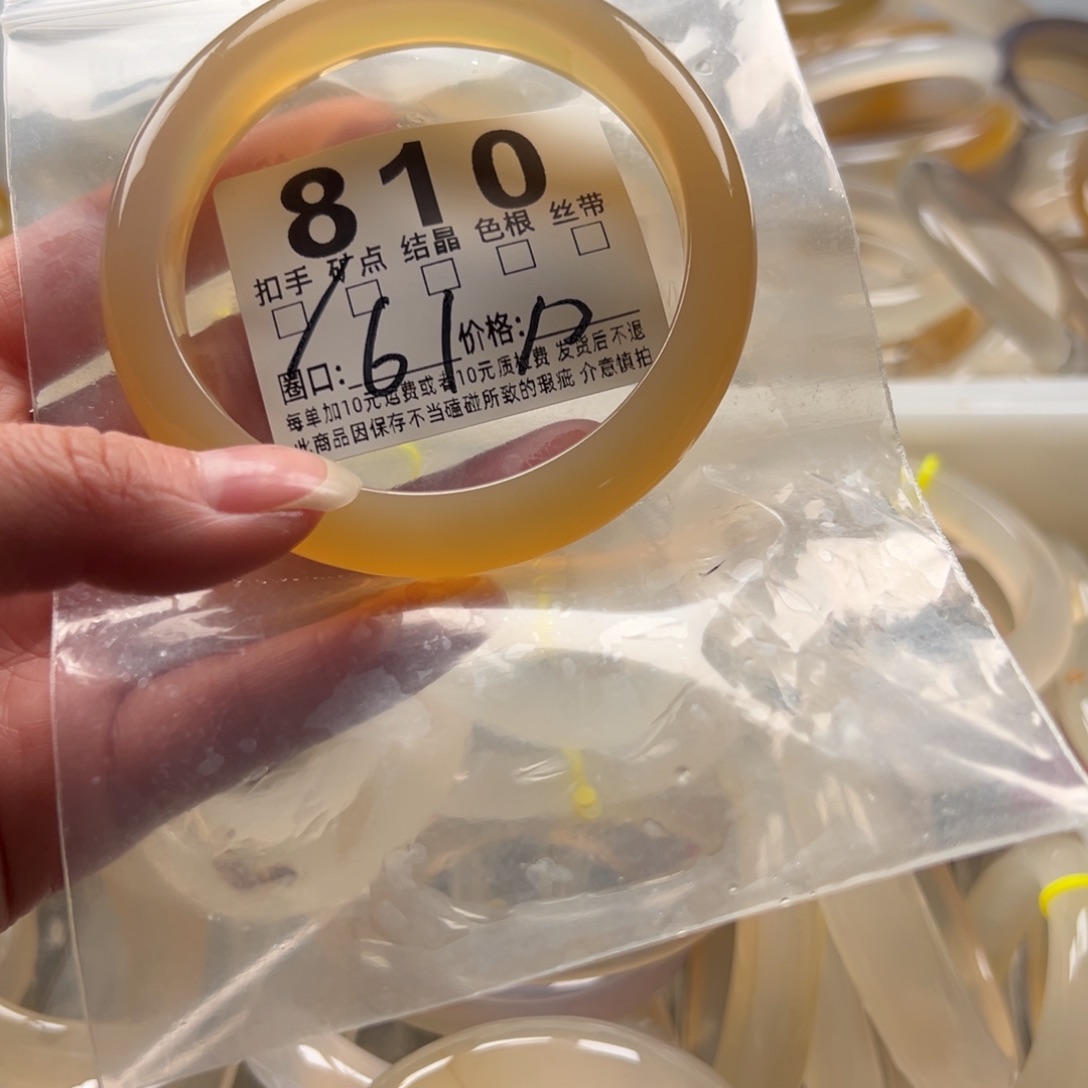 810
扣手 矿点 结晶 色根 丝带
圈口: 61 价格:
每单加10元运费或者10元质检费 发货后不退
此商品因保存不当磕碰所致的瑕疵 介意慎拍